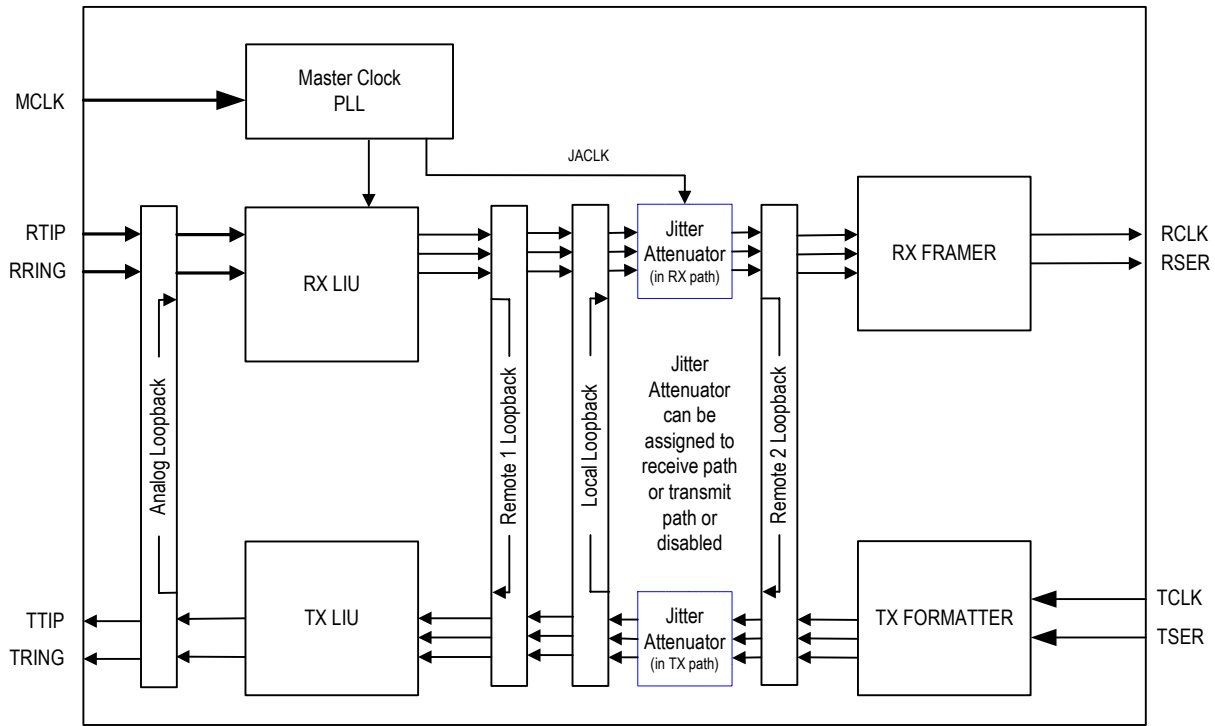 Master Clock
PLL
MCLK
JACLK
RTIP
RRING
RX LIU
Jitter
Attenuator
(in RX path)
RX FRAMER
RCLK
RSER
Analog Loopback
Remote 1 Loopback
Local Loopback
Jitter
Attenuator
can be
assigned to
receive path
or transmit
path or
disabled
Remote 2 Loopback
TTIP
TRING
TX LIU
Jitter
Attenuator
(in TX path)
TX FORMATTER
TCLK
TSER